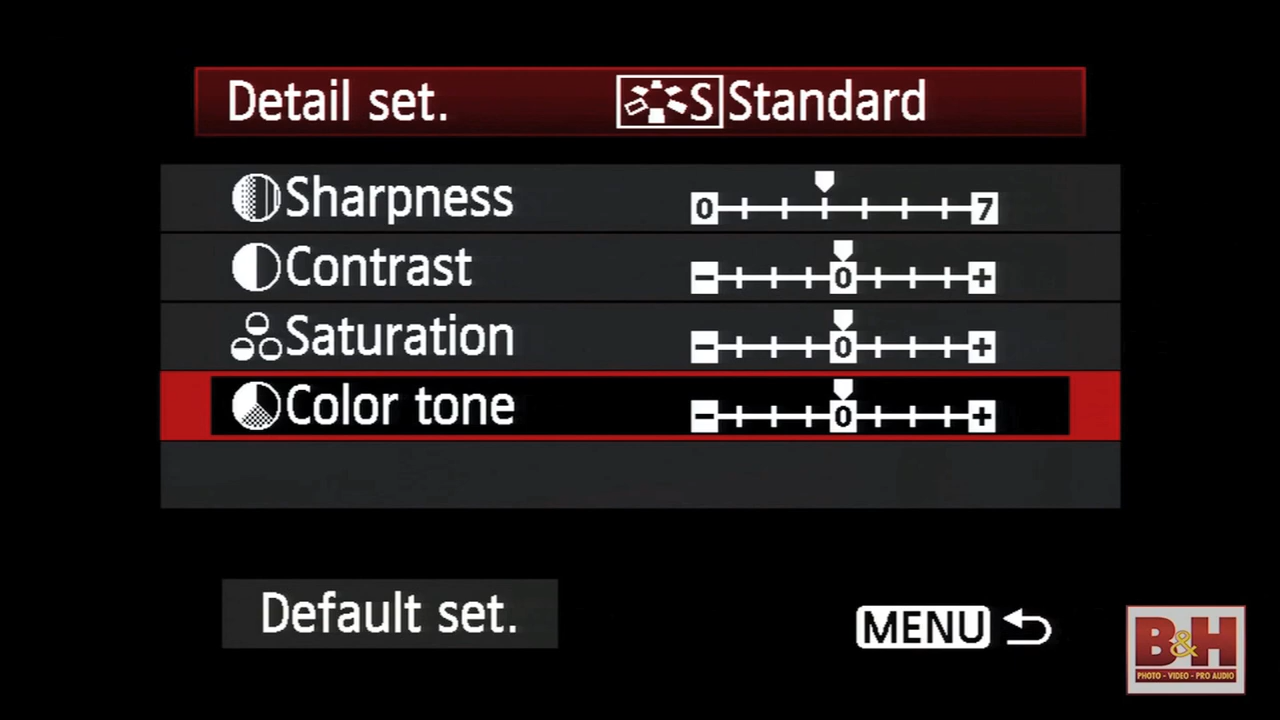 Detail set. S Standard
Sharpness 0 7
Contrast − 0 +
Saturation − 0 +
Color tone − 0 +
Default set.
MENU
B&H
PHOTO - VIDEO - PRO AUDIO